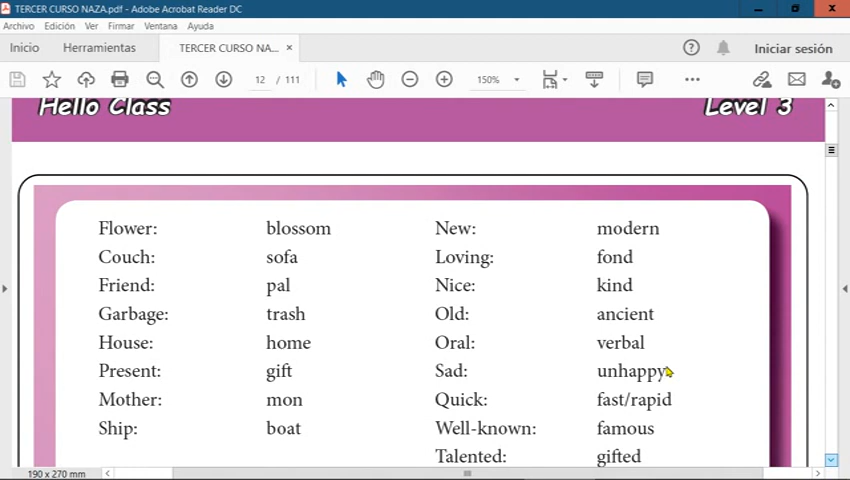 TERCER CURSO NAZA.pdf - Adobe Acrobat Reader DC
Archivo Edición Ver Firmar Ventana Ayuda
Inicio Herramientas TERCER CURSO NA... × Iniciar sesión
12 / 111 150%
Hello Class Level 3
Flower: blossom New: modern
Couch: sofa Loving: fond
Friend: pal Nice: kind
Garbage: trash Old: ancient
House: home Oral: verbal
Present: gift Sad: unhappy
Mother: mon Quick: fast/rapid
Ship: boat Well-known: famous
Talented: gifted
190 x 270 mm